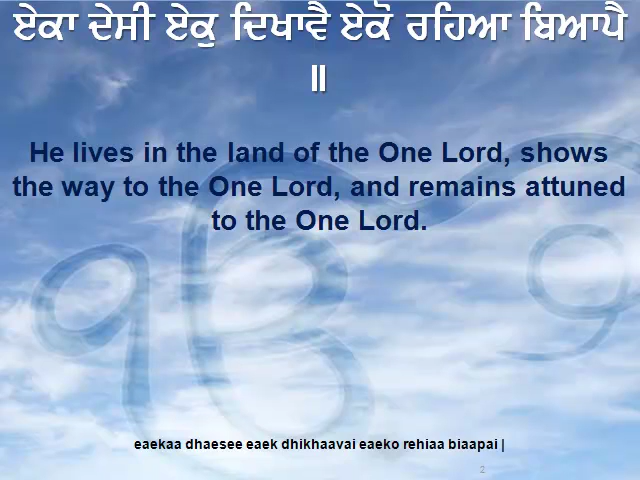 ਏਕਾ ਦੇਸੀ ਏਕੁ ਦਿਖਾਵੈ ਏਕੋ ਰਹਿਆ ਬਿਆਪੈ
॥
He lives in the land of the One Lord, shows
the way to the One Lord, and remains attuned
to the One Lord.
ੴ
eaekaa dhaesee eaek dhikhaavai eaeko rehiaa biaapai |
2